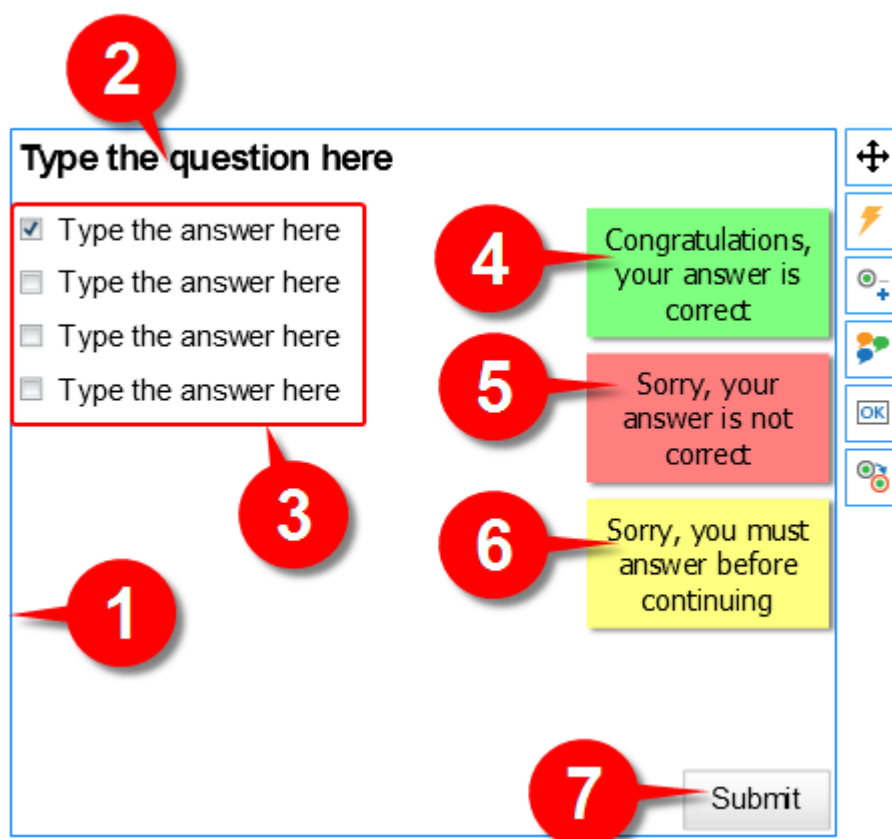 2
Type the question here
Type the answer here
Type the answer here
Type the answer here
Type the answer here
3
1
4
Congratulations,
your answer is
correct
5
Sorry, your
answer is not
correct
6
Sorry, you must
answer before
continuing
7
Submit
OK